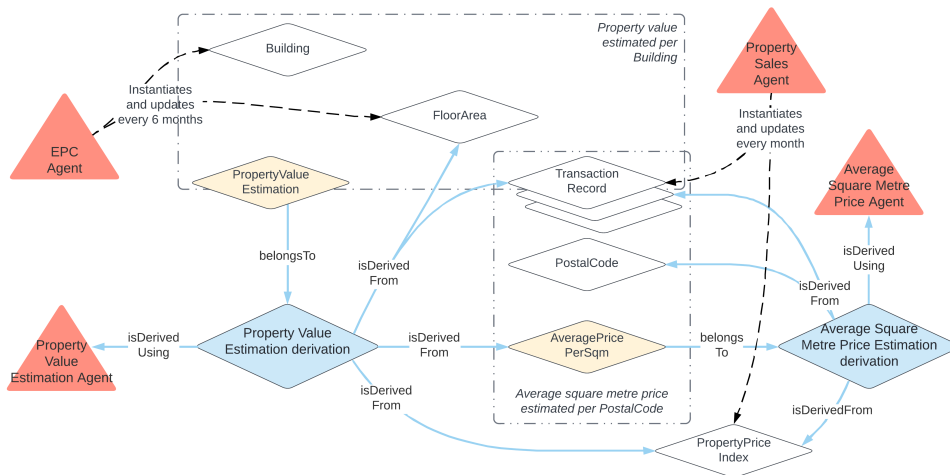 Property value
estimated per
Building
Property
Sales
Agent
Building
Instantiates
and updates
every 6 months
FloorArea
Instantiates
and updates
every month
EPC
Agent
PropertyValue
Estimation
Transaction
Record
Average
Square Metre
Price Agent
belongsTo
isDerived
From
PostalCode
isDerived
Using
isDerived
From
Property
Value
Estimation Agent
isDerived
Using
Property Value
Estimation derivation
isDerived
From
AveragePrice
PerSqm
belongs
To
Average Square
Metre Price Estimation
derivation
isDerived
From
Average square metre price
estimated per PostalCode
isDerivedFrom
PropertyPrice
Index